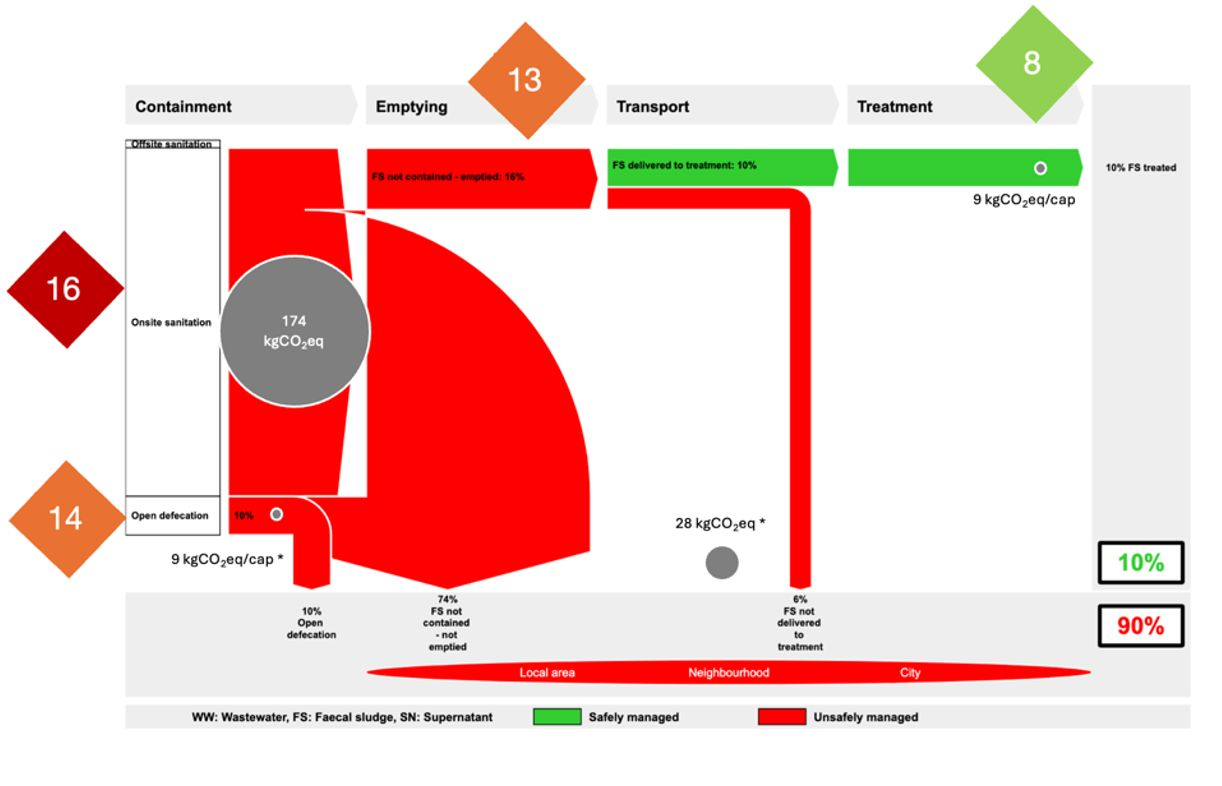 13
8
Containment
Emptying
Transport
Treatment
Offsite sanitation
FS not contained - emptied: 16%
FS delivered to treatment: 10%
10% FS treated
9 kgCO₂eq/cap
16
174
kgCO₂eq
Onsite sanitation
14
Open defecation
10%
28 kgCO₂eq *
9 kgCO₂eq/cap *
10%
10%
Open
defecation
74%
FS not
contained
- not
emptied
6%
FS not
delivered
to
treatment
90%
Local area
Neighbourhood
City
WW: Wastewater, FS: Faecal sludge, SN: Supernatant
Safely managed
Unsafely managed